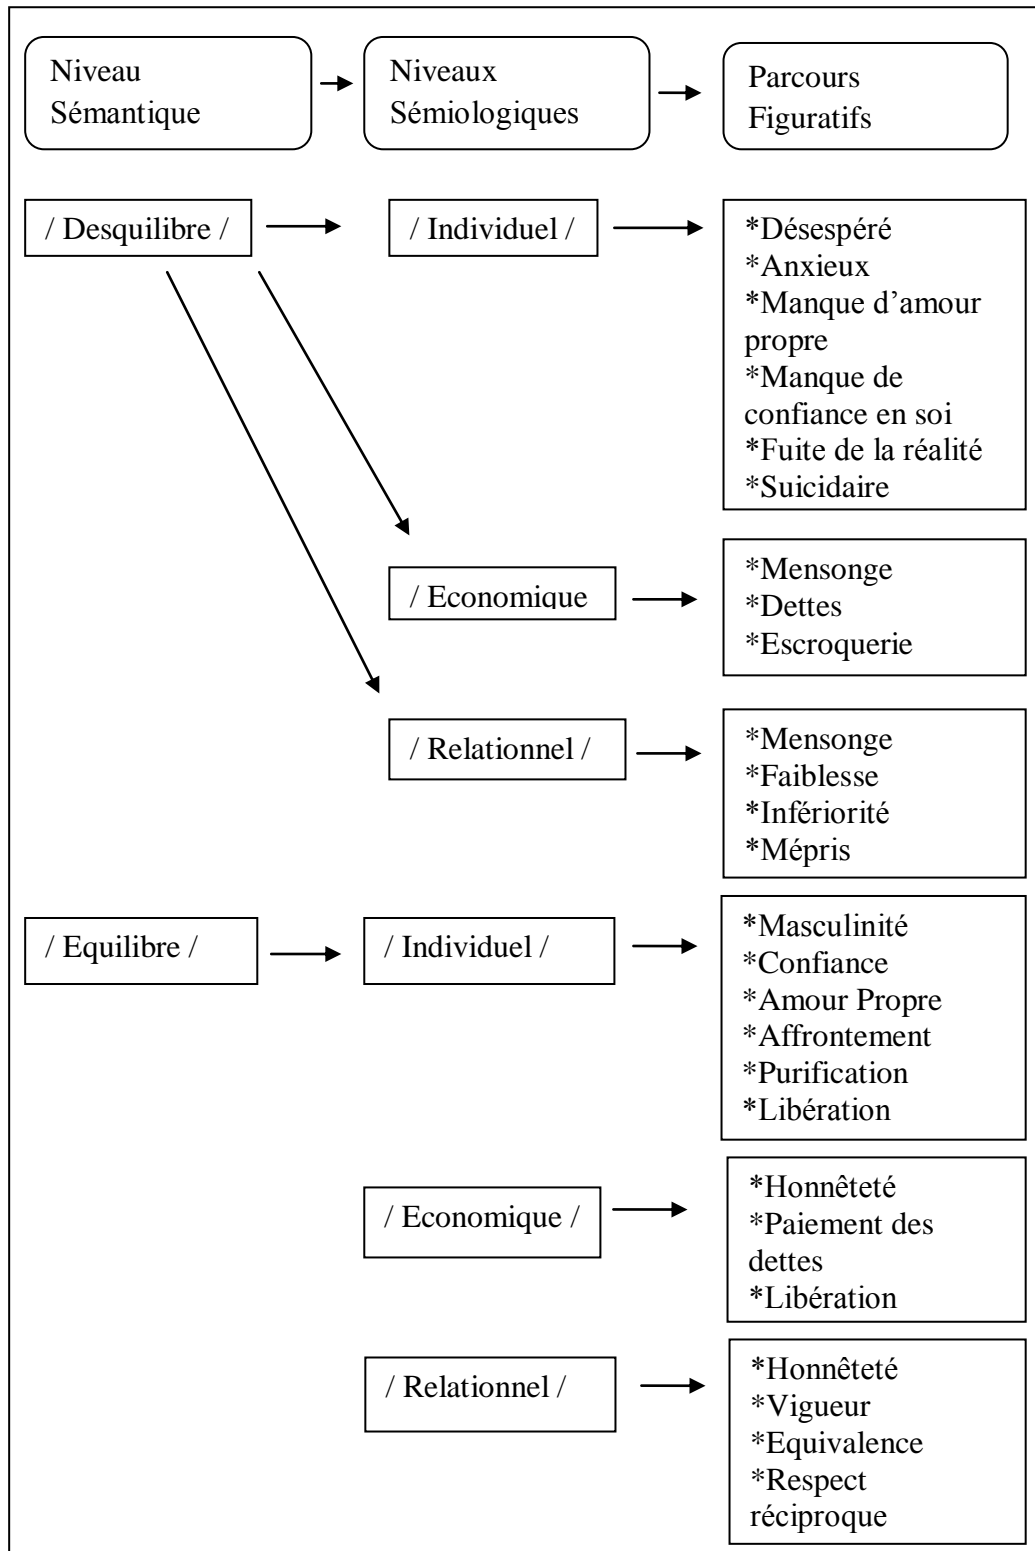 Niveau
Sémantique
Niveaux
Sémiologiques
Parcours
Figuratifs
/ Desquilibre /
/ Individuel /
*Désespéré
*Anxieux
*Manque d’amour
propre
*Manque de
confiance en soi
*Fuite de la réalité
*Suicidaire
/ Economique
*Mensonge
*Dettes
*Escroquerie
/ Relationnel /
*Mensonge
*Faiblesse
*Infériorité
*Mépris
/ Equilibre /
/ Individuel /
*Masculinité
*Confiance
*Amour Propre
*Affrontement
*Purification
*Libération
/ Economique /
*Honnêteté
*Paiement des
dettes
*Libération
/ Relationnel /
*Honnêteté
*Vigueur
*Equivalence
*Respect
réciproque